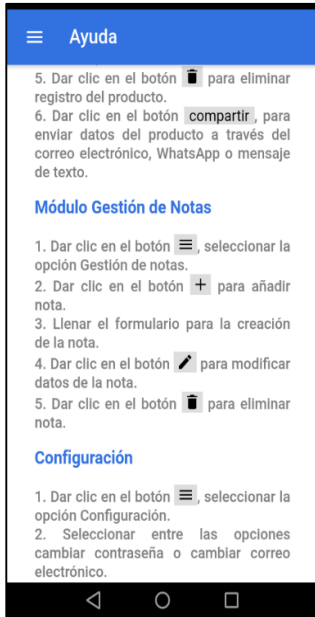 Ayuda
5. Dar clic en el botón para eliminar
registro del producto.
6. Dar clic en el botón compartir , para
enviar datos del producto a través del
correo electrónico, WhatsApp o mensaje
de texto.
Módulo Gestión de Notas
1. Dar clic en el botón , seleccionar la
opción Gestión de notas.
2. Dar clic en el botón + para añadir
nota.
3. Llenar el formulario para la creación
de la nota.
4. Dar clic en el botón para modificar
datos de la nota.
5. Dar clic en el botón para eliminar
nota.
Configuración
1. Dar clic en el botón , seleccionar la
opción Configuración.
2. Seleccionar entre las opciones
cambiar contraseña o cambiar correo
electrónico.